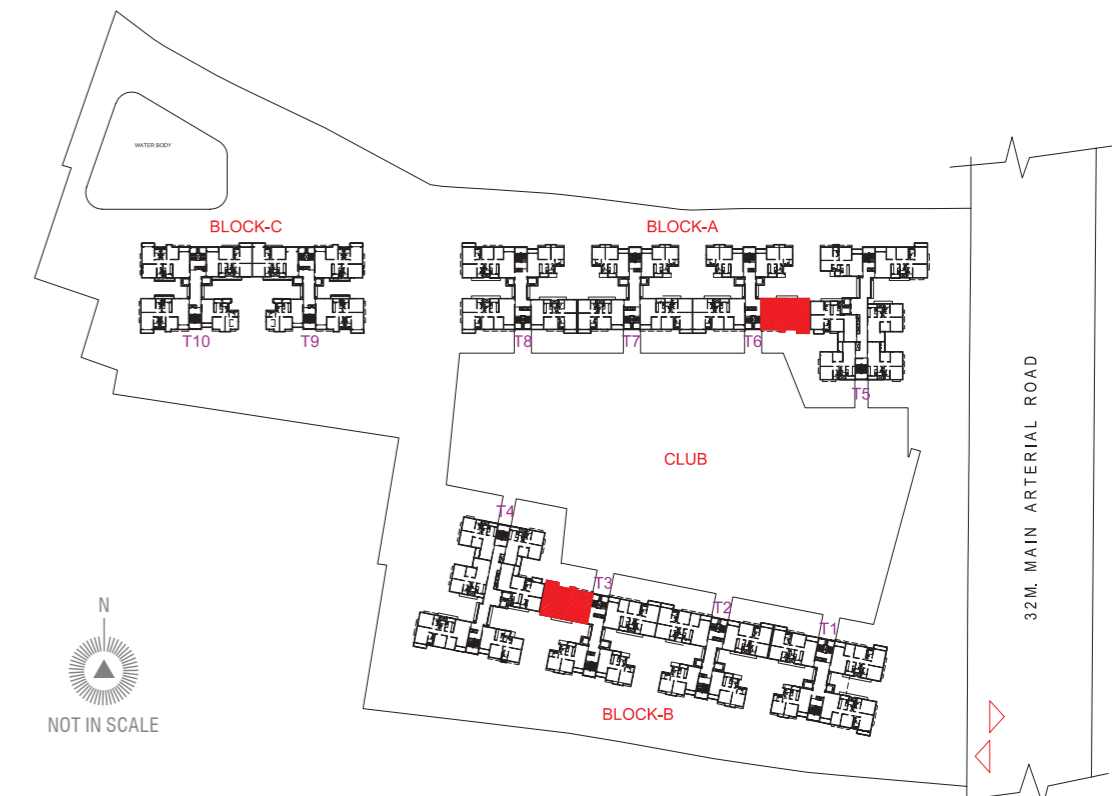 WATER BODY
BLOCK-C
BLOCK-A
T10
T9
T8
T7
T6
T5
CLUB
32M. MAIN ARTERIAL ROAD
T4
T3
T2
T1
N
NOT IN SCALE
BLOCK-B